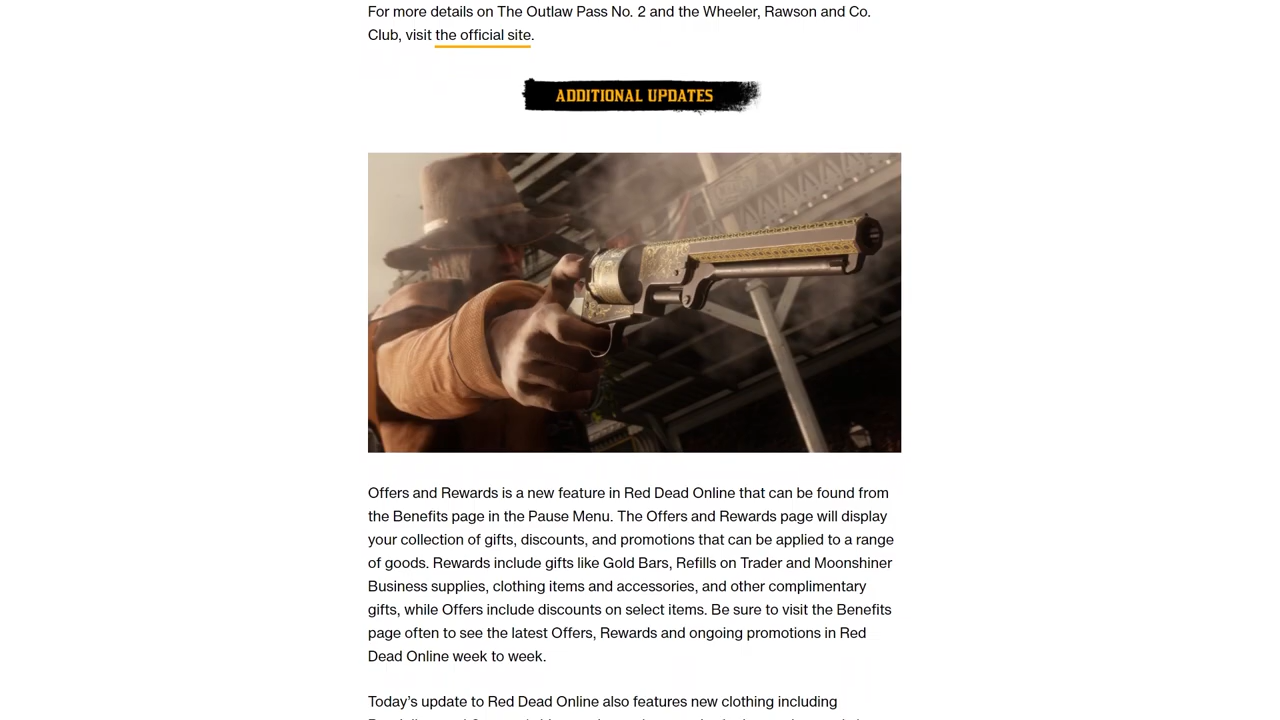 For more details on The Outlaw Pass No. 2 and the Wheeler, Rawson and Co.
Club, visit the official site.
ADDITIONAL UPDATES
Offers and Rewards is a new feature in Red Dead Online that can be found from
the Benefits page in the Pause Menu. The Offers and Rewards page will display
your collection of gifts, discounts, and promotions that can be applied to a range
of goods. Rewards include gifts like Gold Bars, Refills on Trader and Moonshiner
Business supplies, clothing items and accessories, and other complimentary
gifts, while Offers include discounts on select items. Be sure to visit the Benefits
page often to see the latest Offers, Rewards and ongoing promotions in Red
Dead Online week to week.
Today’s update to Red Dead Online also features new clothing including